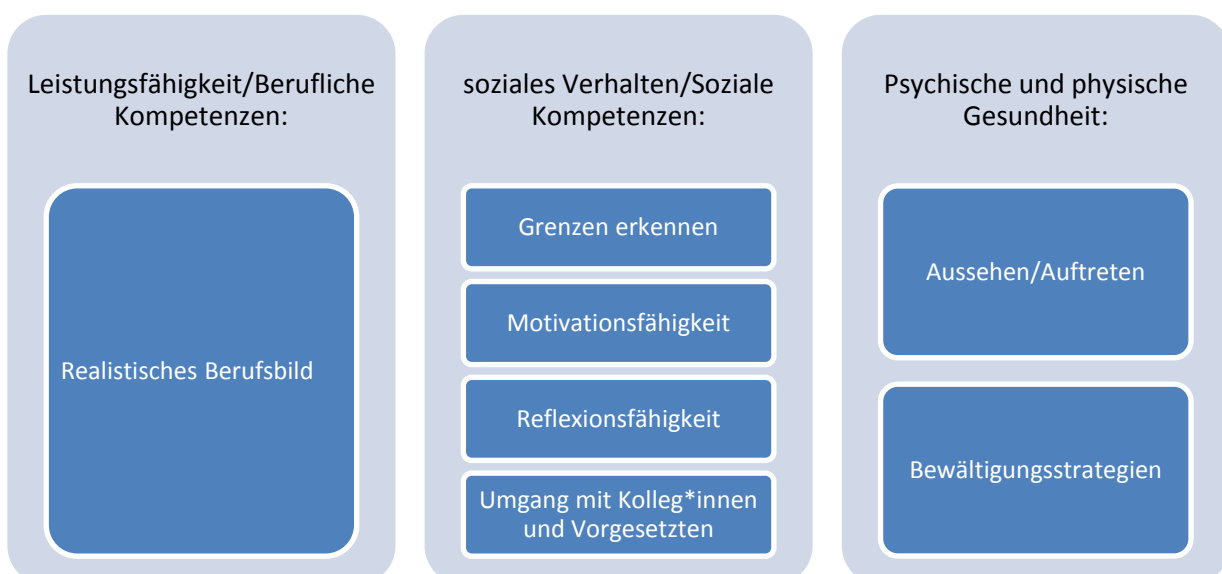 Leistungsfähigkeit/Berufliche
Kompetenzen:
Realistisches Berufsbild
soziales Verhalten/Soziale
Kompetenzen:
Grenzen erkennen
Motivationsfähigkeit
Reflexionsfähigkeit
Umgang mit Kolleg*innen
und Vorgesetzten
Psychische und physische
Gesundheit:
Aussehen/Auftreten
Bewältigungsstrategien